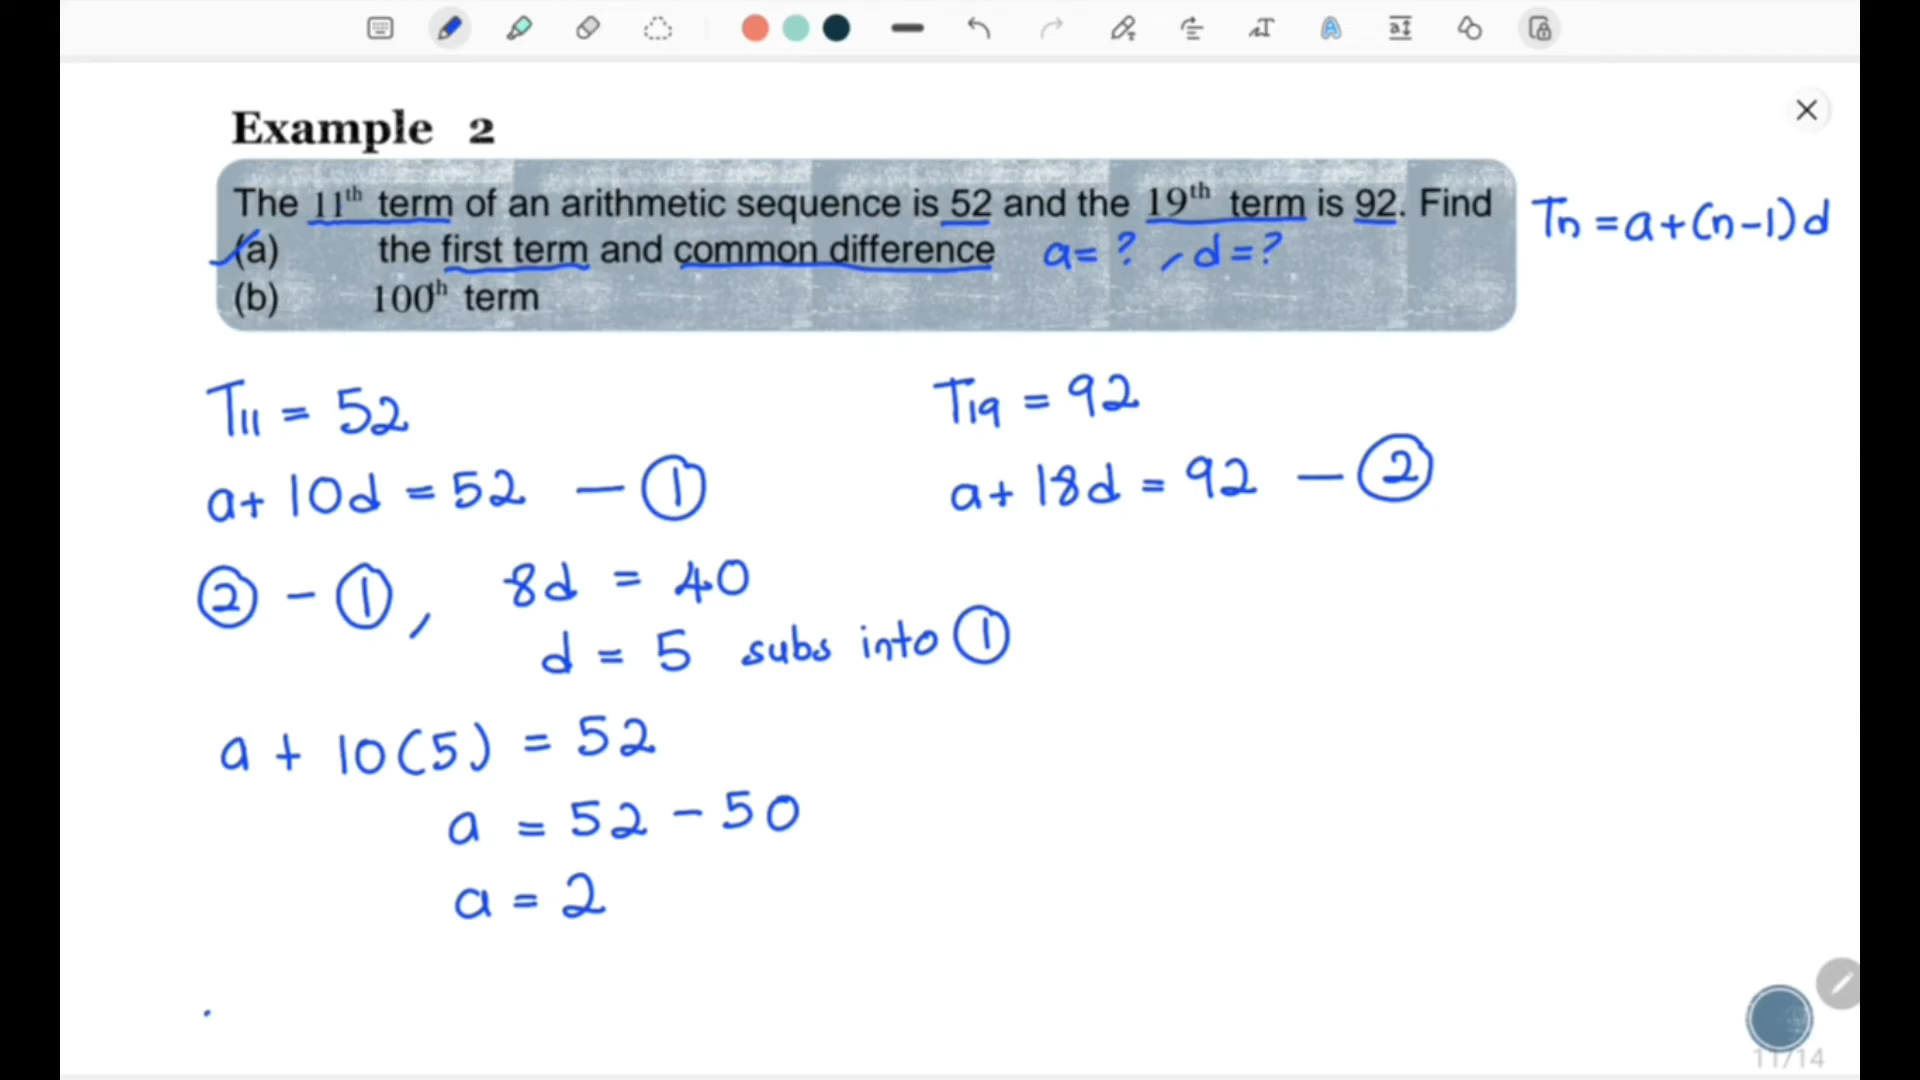 Example 2
The 11th term of an arithmetic sequence is 52 and the 19th term is 92. Find
Tn = a + (n-1)d
(a) the first term and common difference a = ? , d = ?
(b) 100th term
T11 = 52
T19 = 92
a + 10d = 52 — ①
a + 18d = 92 — ②
② - ① , 8d = 40
d = 5 subs into ①
a + 10(5) = 52
a = 52 - 50
a = 2
11/14